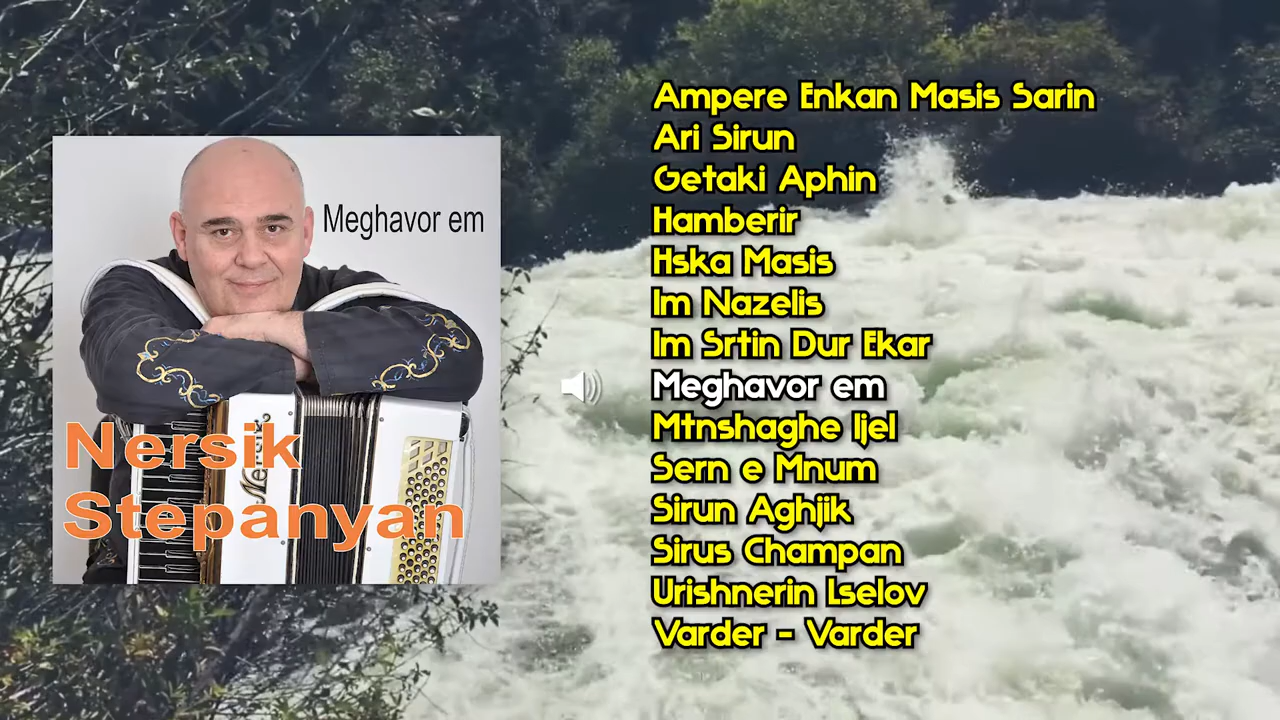 Meghavor em
Nersik
Stepanyan
Ampere Enkan Masis Sarin
Ari Sirun
Getaki Aphin
Hamberir
Hska Masis
Im Nazelis
Im Srtin Dur Ekar
Meghavor em
Mtnshaghe Ijel
Sern e Mnum
Sirun Aghjik
Sirus Champan
Urishnerin Lselov
Varder - Varder